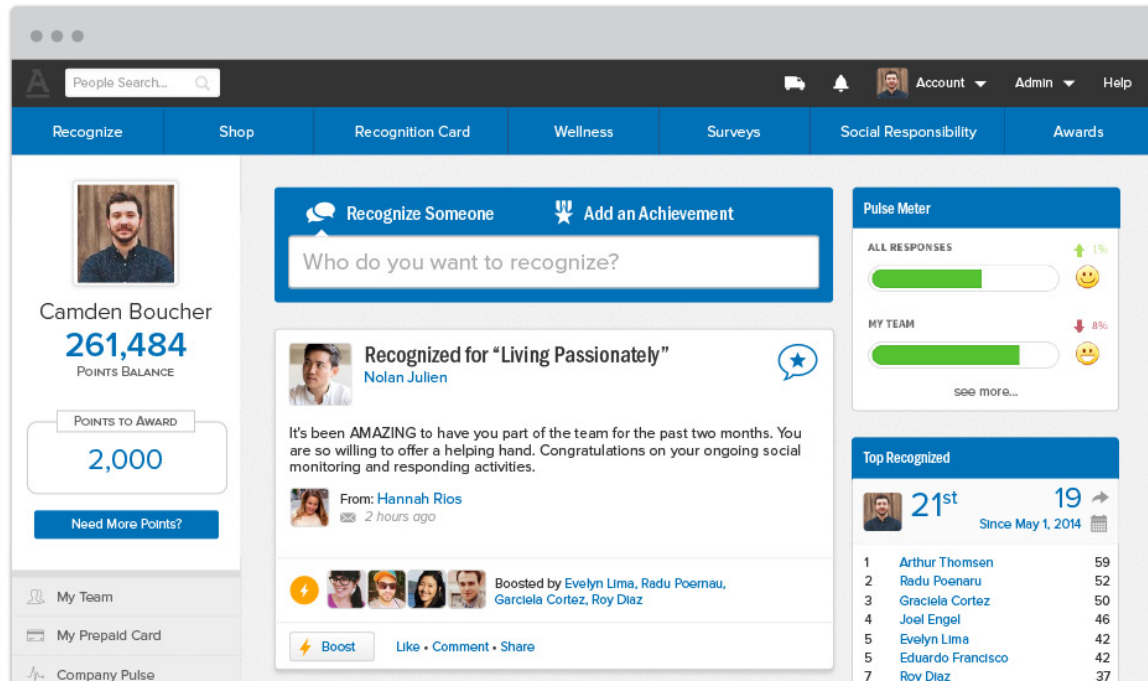 People Search...
Account
Admin
Help
Recognize
Shop
Recognition Card
Wellness
Surveys
Social Responsibility
Awards
Camden Boucher
261,484
POINTS BALANCE
POINTS TO AWARD
2,000
Need More Points?
My Team
My Prepaid Card
Company Pulse
Recognize Someone
Add an Achievement
Who do you want to recognize?
Recognized for “Living Passionately”
Nolan Julien
It's been AMAZING to have you part of the team for the past two months. You
are so willing to offer a helping hand. Congratulations on your ongoing social
monitoring and responding activities.
From: Hannah Rios
2 hours ago
Boosted by Evelyn Lima, Radu Poernau,
Garciela Cortez, Roy Diaz
Boost
Like • Comment • Share
Pulse Meter
ALL RESPONSES
1%
MY TEAM
8%
see more...
Top Recognized
21st
19
Since May 1, 2014
1 Arthur Thomsen 59
2 Radu Poenaru 52
3 Graciela Cortez 50
4 Joel Engel 46
5 Evelyn Lima 42
5 Eduardo Francisco 42
7 Roy Diaz 37